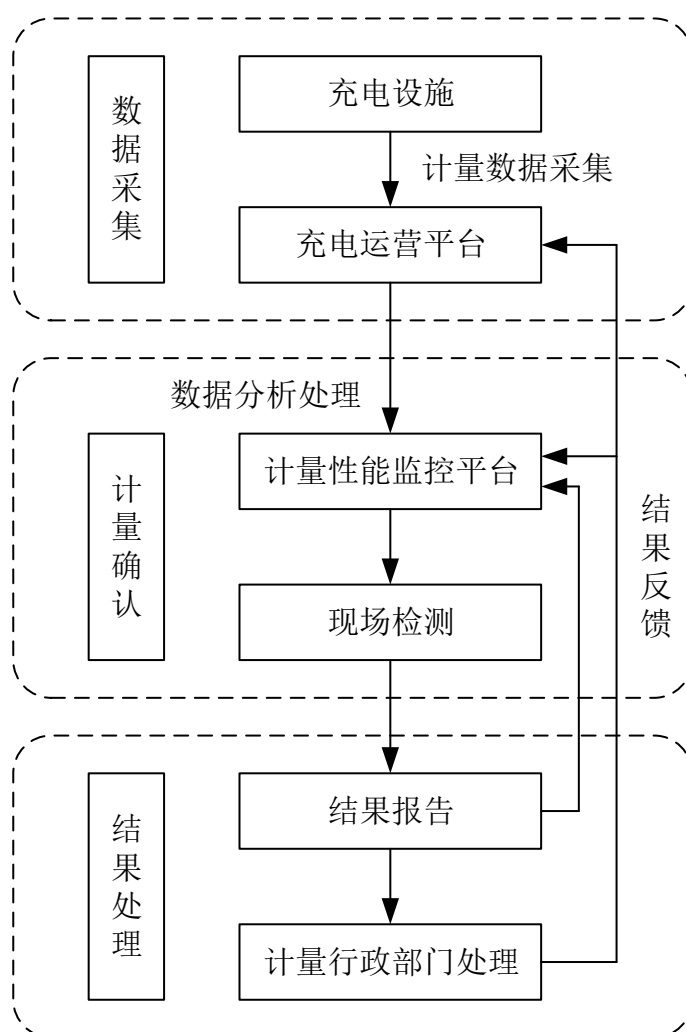 数据采集
充电设施
计量数据采集
充电运营平台
数据分析处理
计量确认
计量性能监控平台
现场检测
结果反馈
结果处理
结果报告
计量行政部门处理